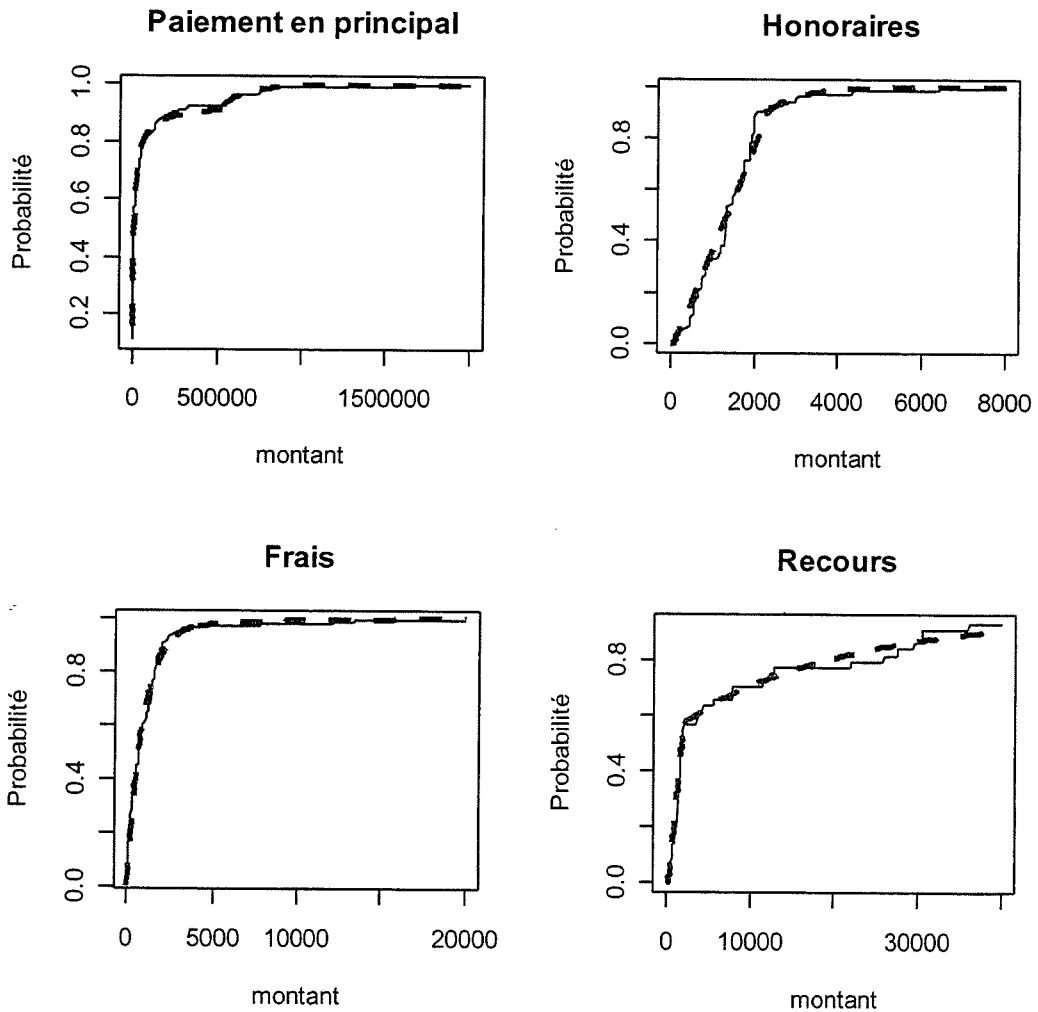 Paiement en principal
Probabilité
1.0
0.8
0.6
0.4
0.2
0 500000 1500000
montant
Honoraires
Probabilité
0.8
0.4
0.0
0 2000 4000 6000 8000
montant
Frais
Probabilité
0.8
0.4
0.0
0 5000 10000 20000
montant
Recours
Probabilité
0.8
0.4
0.0
0 10000 30000
montant